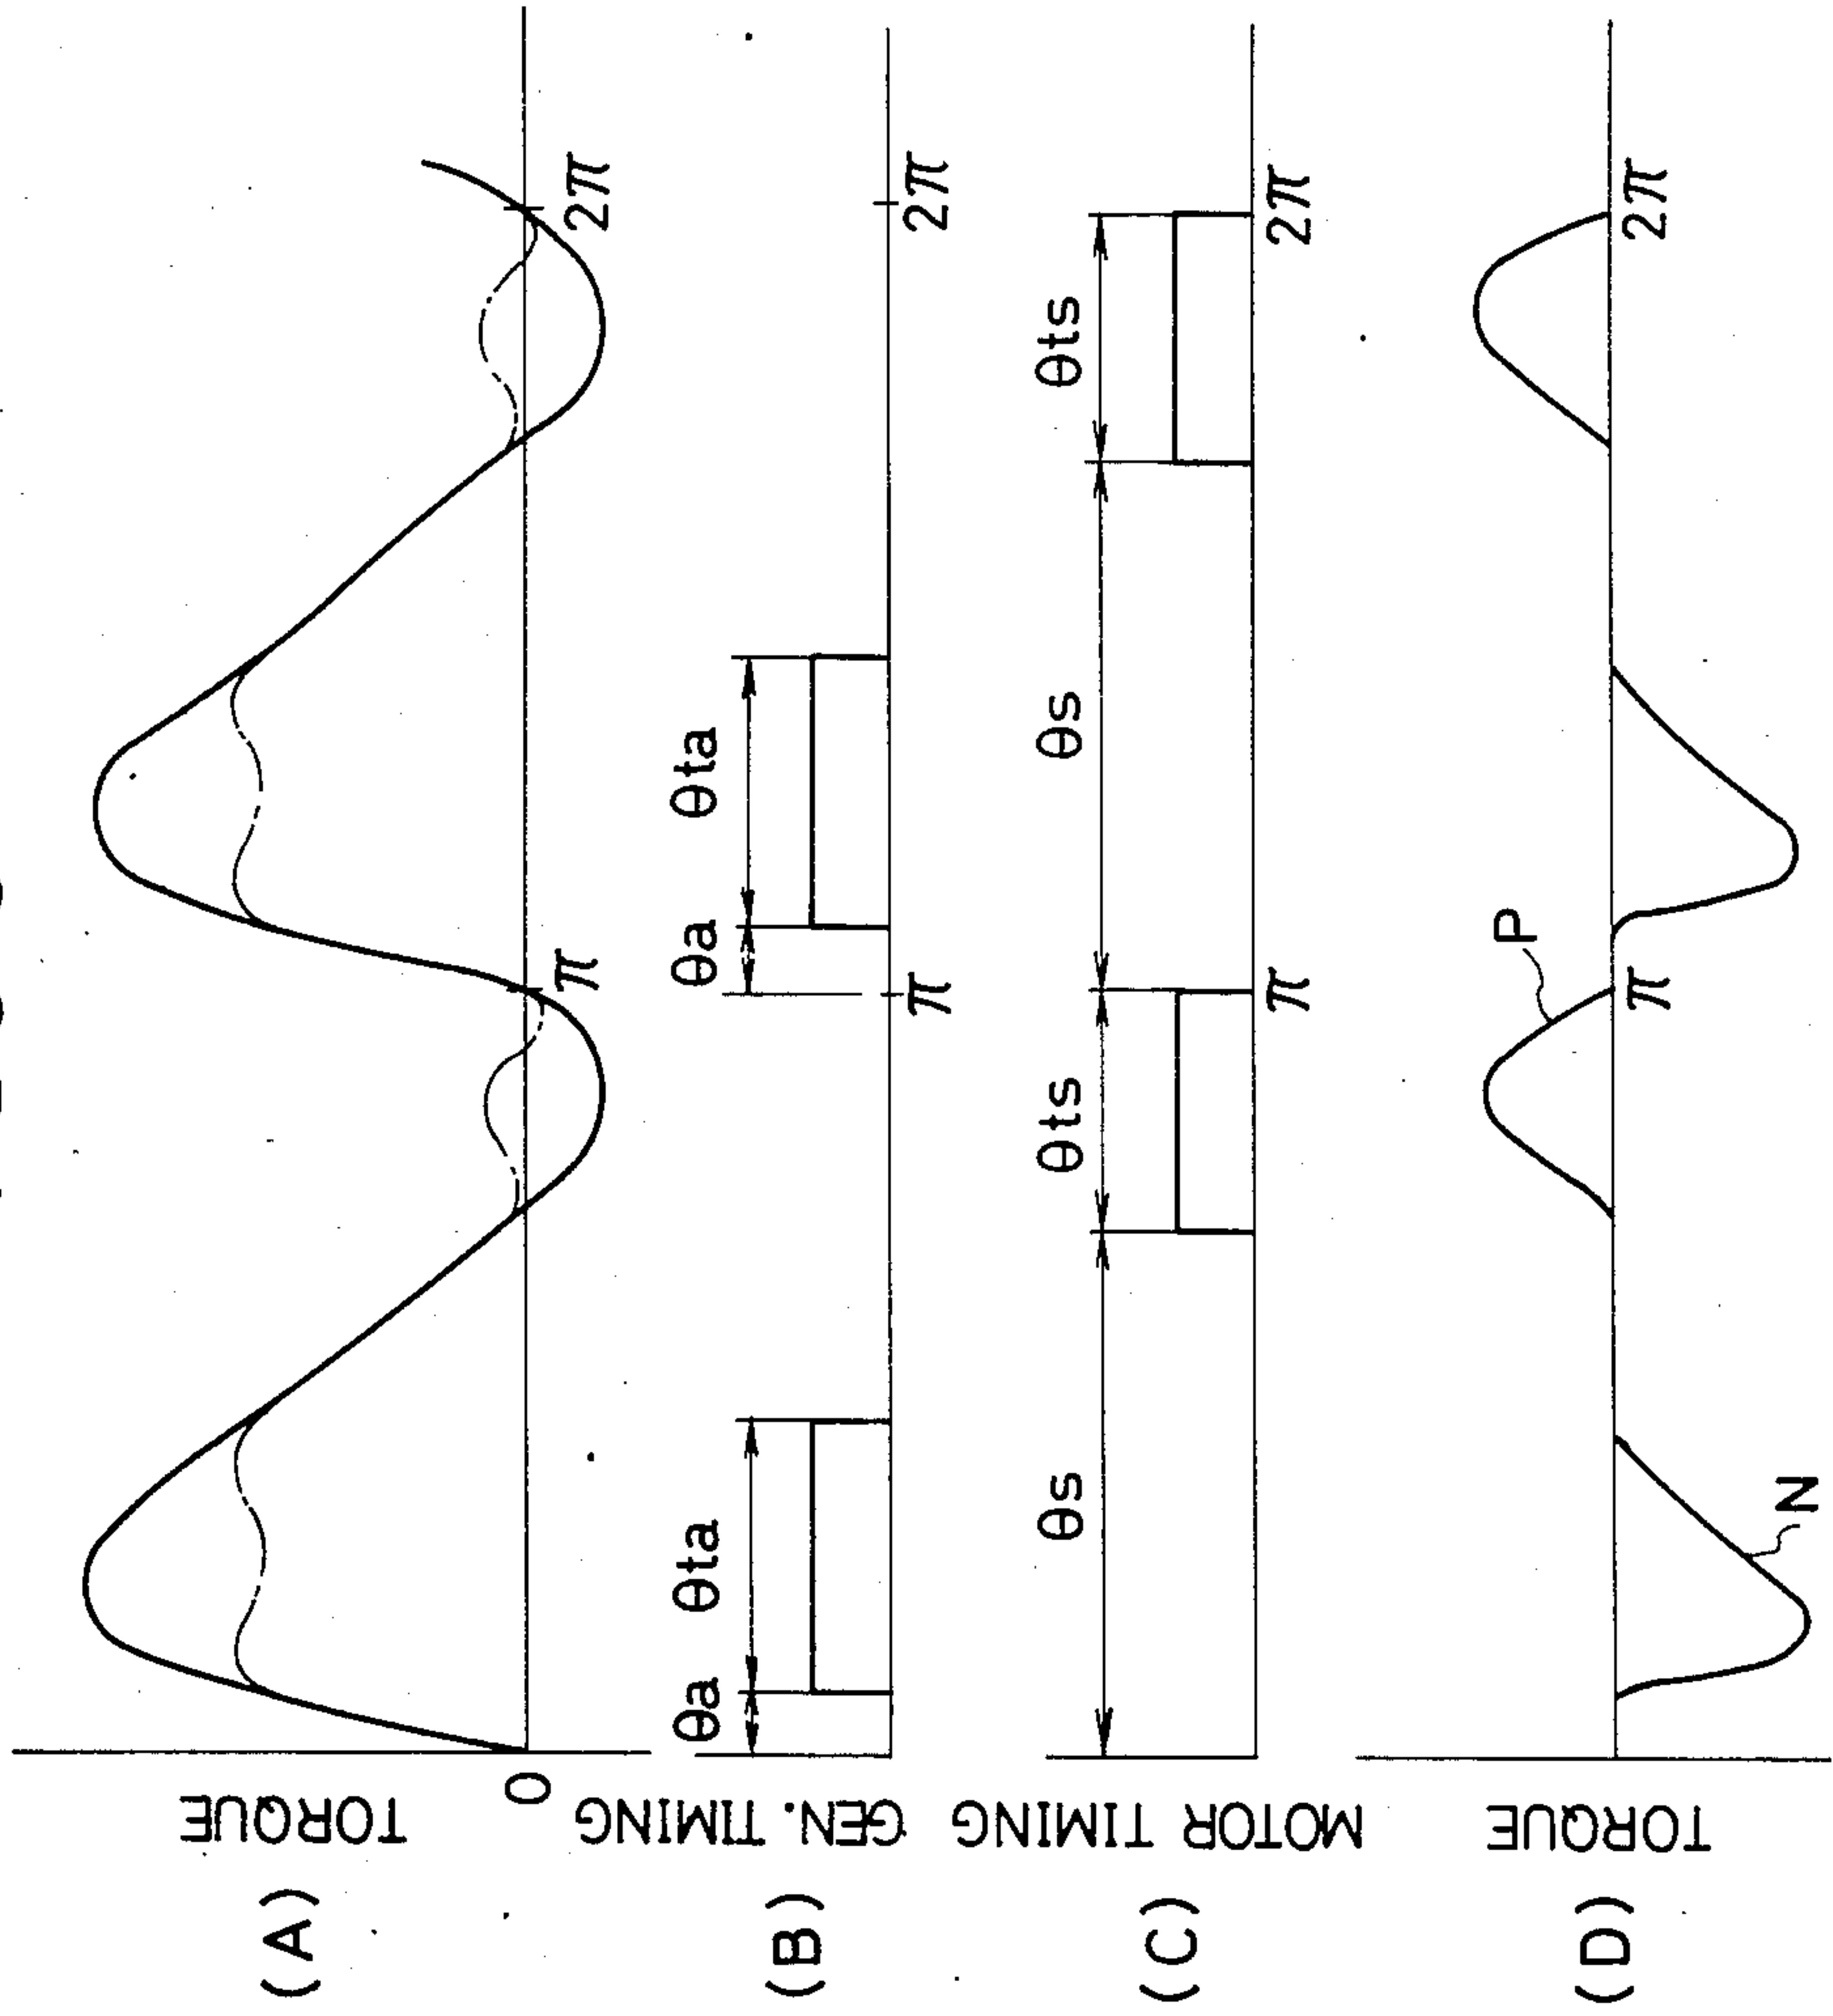 (A)
TORQUE
0
π
2π
(B)
GEN. TIMING
θa
θta
θa
θta
π
2π
(C)
MOTOR TIMING
θs
θts
θs
θts
π
2π
(D)
TORQUE
N
P
π
2π